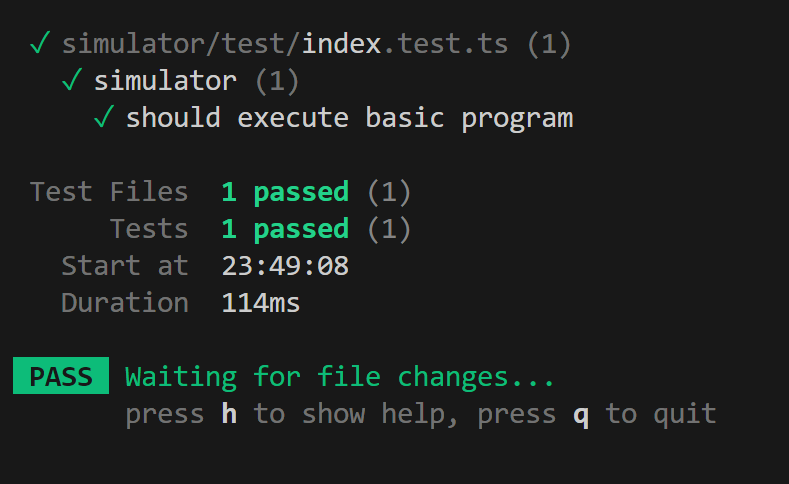 ✓ simulator/test/index.test.ts (1)
✓ simulator (1)
✓ should execute basic program
Test Files 1 passed (1)
Tests 1 passed (1)
Start at 23:49:08
Duration 114ms
PASS Waiting for file changes...
press h to show help, press q to quit